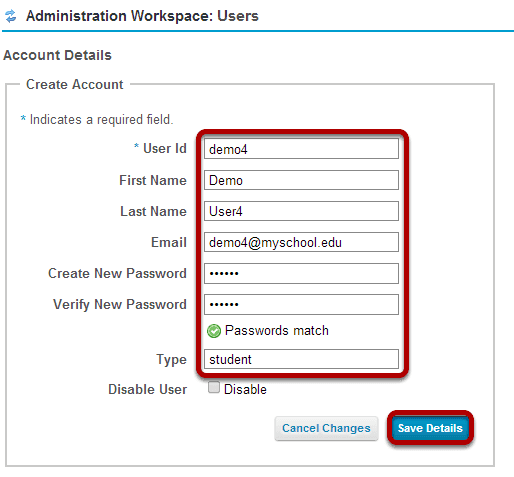 Administration Workspace: Users
Account Details
Create Account
* Indicates a required field.
* User Id demo4
First Name Demo
Last Name User4
Email demo4@myschool.edu
Create New Password ••••••
Verify New Password ••••••
Passwords match
Type student
Disable User Disable
Cancel Changes Save Details